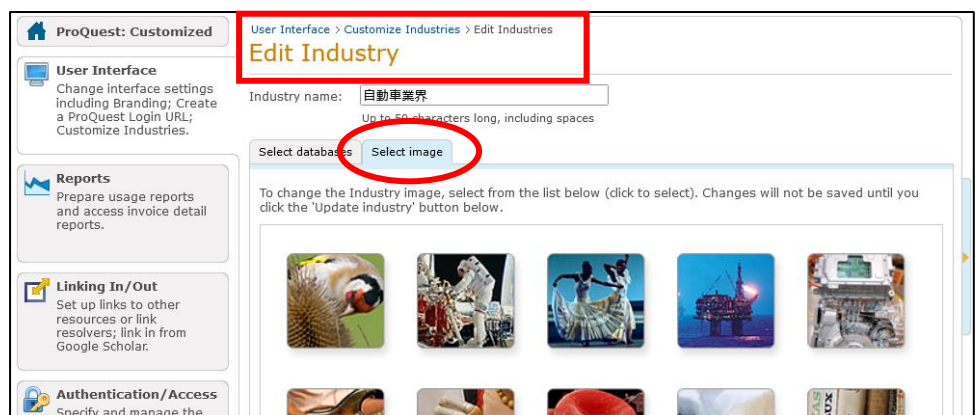 ProQuest: Customized
User Interface
Change interface settings
including Branding; Create
a ProQuest Login URL;
Customize Industries.
Reports
Prepare usage reports
and access invoice detail
reports.
Linking In/Out
Set up links to other
resources or link
resolvers; link in from
Google Scholar.
Authentication/Access
Specify and manage the
User Interface > Customize Industries > Edit Industries
Edit Industry
Industry name: 自動車業界
Up to 50 characters long, including spaces
Select databases Select image
To change the Industry image, select from the list below (click to select). Changes will not be saved until you
click the 'Update industry' button below.